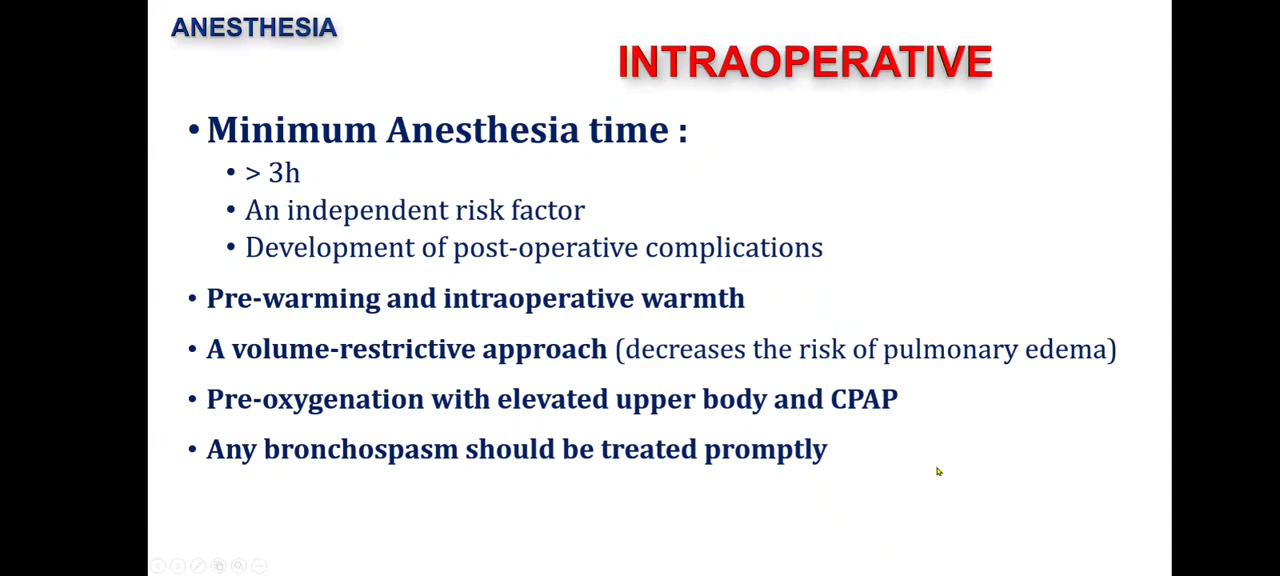 ANESTHESIA
INTRAOPERATIVE
• Minimum Anesthesia time :
• > 3h
• An independent risk factor
• Development of post-operative complications
• Pre-warming and intraoperative warmth
• A volume-restrictive approach (decreases the risk of pulmonary edema)
• Pre-oxygenation with elevated upper body and CPAP
• Any bronchospasm should be treated promptly